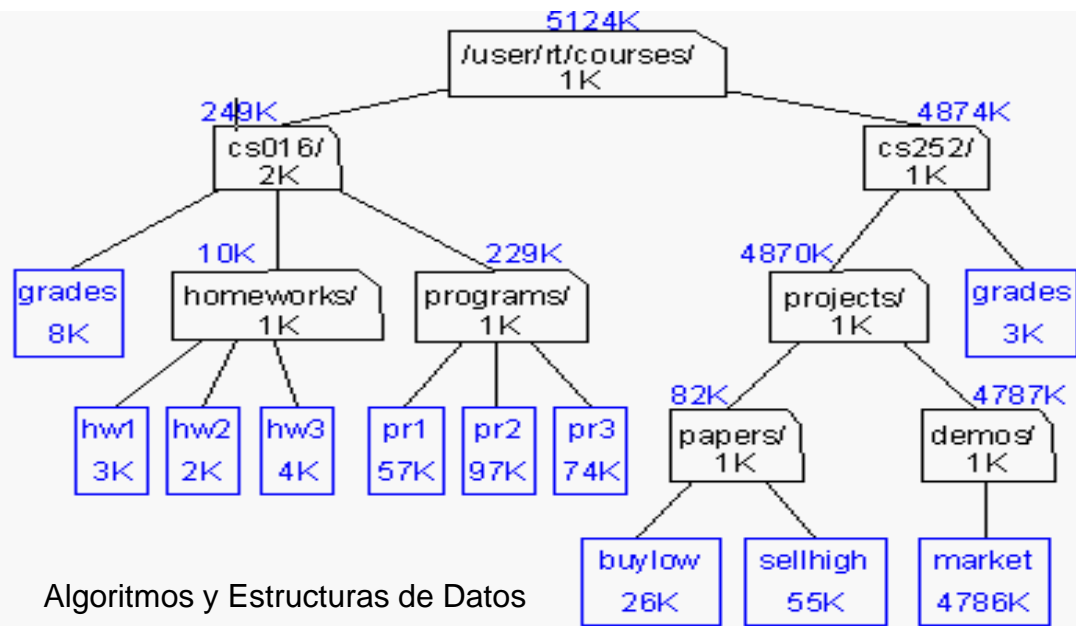 5124K
/user/rt/courses/
1K
249K
4874K
cs016/
2K
cs252/
1K
10K
229K
4870K
grades
8K
homeworks/
1K
programs/
1K
projects/
1K
grades
3K
82K
4787K
hw1
3K
hw2
2K
hw3
4K
pr1
57K
pr2
97K
pr3
74K
papers/
1K
demos/
1K
buylow
26K
sellhigh
55K
market
4786K
Algoritmos y Estructuras de Datos